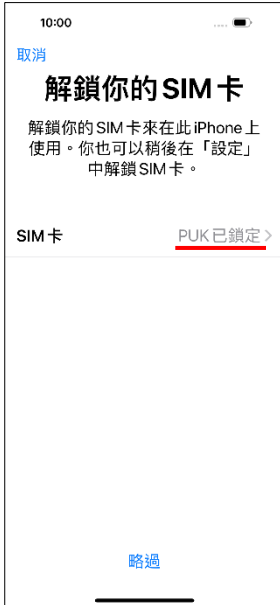 10:00
取消
解鎖你的SIM卡
解鎖你的SIM卡來在此iPhone上
使用。你也可以稍後在「設定」
中解鎖SIM卡。
SIM卡 PUK已鎖定
略過